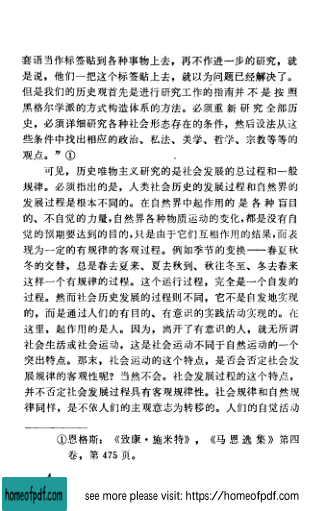 套语当作标签贴到各种事物上去，再不作进一步的研究，就
是说，他们一把这个标签贴上去，就以为问题已经解决了。
但是我们的历史观首先是进行研究工作的指南并不是按照
黑格尔学派的方式构造体系的方法。必须重新研究全部历
史，必须详细研究各种社会形态存在的条件，然后设法从这
些条件中找出相应的政治、私法、美学、哲学、宗教等等的
观点。”①
可见，历史唯物主义研究的是社会发展的总过程和一般
规律。必须指出的是，人类社会历史的发展过程和自然界的
发展过程是根本不同的。在自然界中起作用的是各种盲目
的、不自觉的力量，自然界各种物质运动的变化，都是没有自
觉的预期要达到的目的，只是由于它们互相作用的结果，而表
现为一定的有规律的客观过程。例如季节的变换——春夏秋
冬的交替，总是春去夏来、夏去秋到、秋往冬至、冬去春来
这样一个有规律的过程。这个运行过程，完全是一个自发的
过程。然而社会历史发展的过程则不同，它不是自发地实现
的，而是通过人们的有目的、有意识的实践活动实现的。在
这里，起作用的是人。因为，离开了有意识的人，就无所谓
社会生活或社会运动，这是社会运动不同于自然运动的一个
突出特点。那末，社会运动的这个特点，是否会否定社会发
展规律的客观性呢？当然不会。社会发展过程的这个特点，
并不否定社会发展过程具有客观规律性。社会规律和自然规
律同样，是不依人们的主观意志为转移的。人们的自觉活动
①恩格斯：《致康·施米特》，《马恩选集》第四
卷，第475页。
homeofpdf.com
see more please visit: https://homeofpdf.com